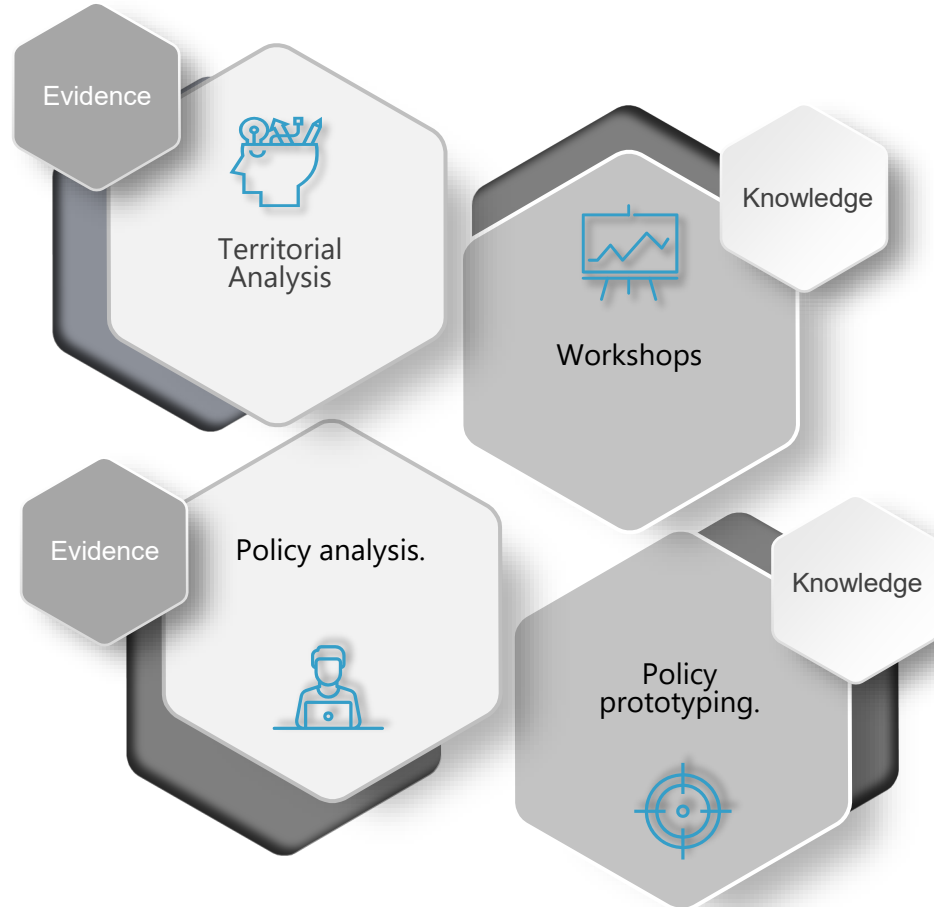 Evidence
Territorial
Analysis
Knowledge
Workshops
Evidence
Policy analysis.
Knowledge
Policy
prototyping.